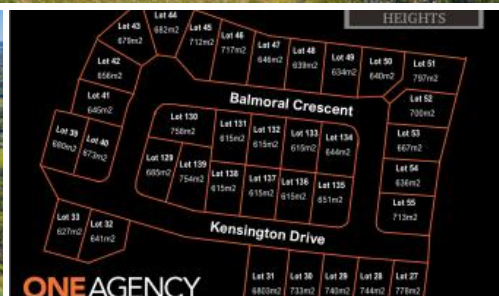 HEIGHTS
Lot 44
682m2
Lot 43
679m2
Lot 45
712m2
Lot 46
717m2
Lot 47
646m2
Lot 48
639m2
Lot 49
634m2
Lot 50
640m2
Lot 51
797m2
Lot 42
656m2
Lot 41
645m2
Lot 52
700m2
Balmoral Crescent
Lot 39
680m2
Lot 40
673m2
Lot 130
758m2
Lot 131
615m2
Lot 132
615m2
Lot 133
615m2
Lot 134
644m2
Lot 53
667m2
Lot 129
685m2
Lot 139
754m2
Lot 138
615m2
Lot 137
615m2
Lot 136
615m2
Lot 135
651m2
Lot 54
636m2
Lot 55
713m2
Lot 33
627m2
Lot 32
641m2
Kensington Drive
Lot 31
6803m2
Lot 30
733m2
Lot 29
740m2
Lot 28
744m2
Lot 27
778m2
ONEAGENCY